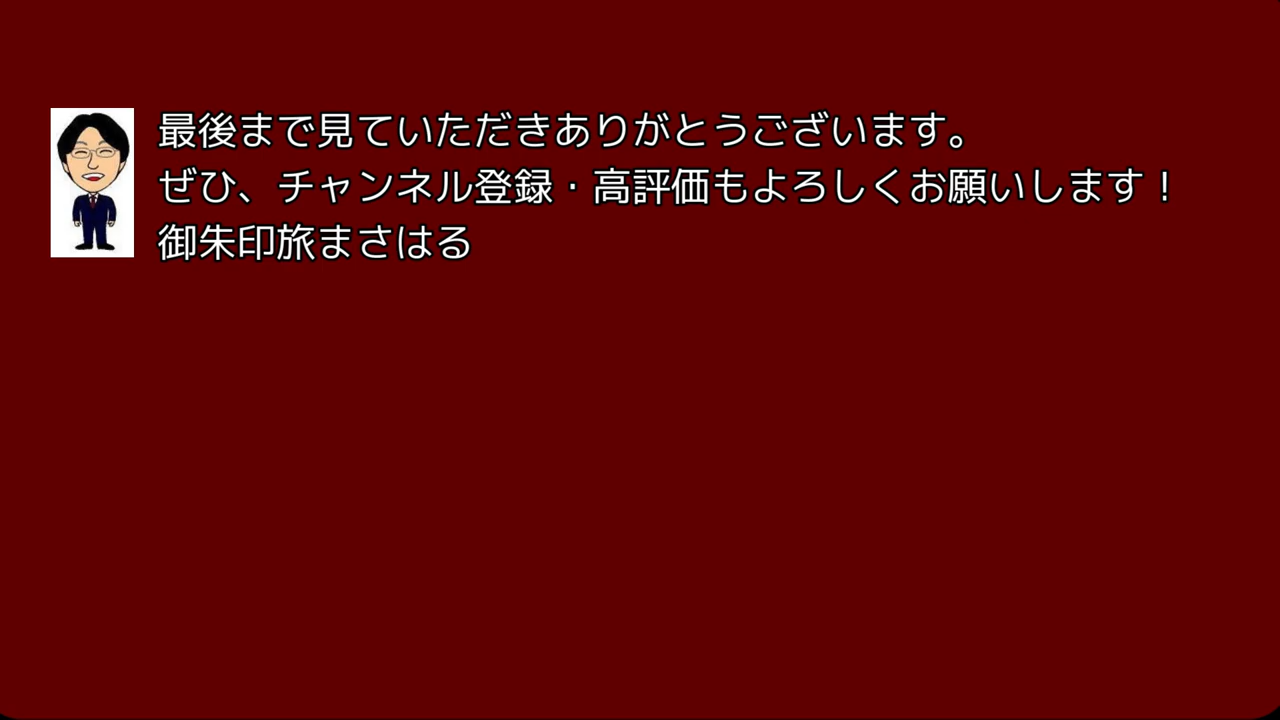 最後まで見ていただきありがとうございます。
ぜひ、チャンネル登録・高評価もよろしくお願いします！
御朱印旅まさはる